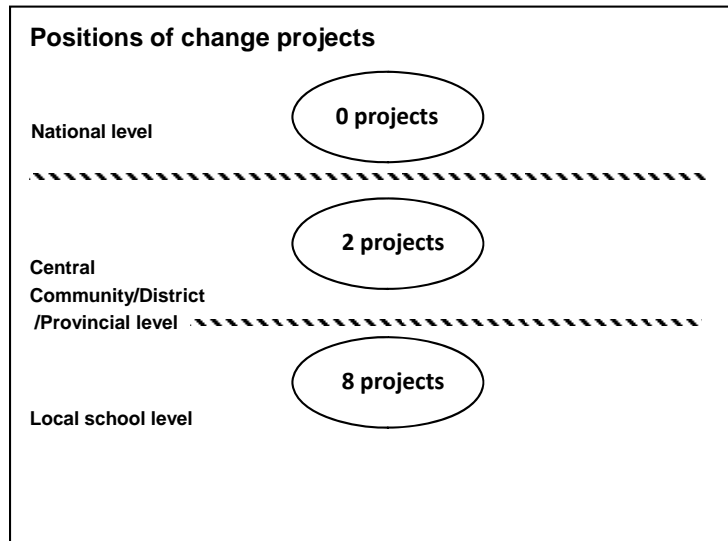 Positions of change projects
0 projects
National level
2 projects
Central
Community/District
/Provincial level
8 projects
Local school level